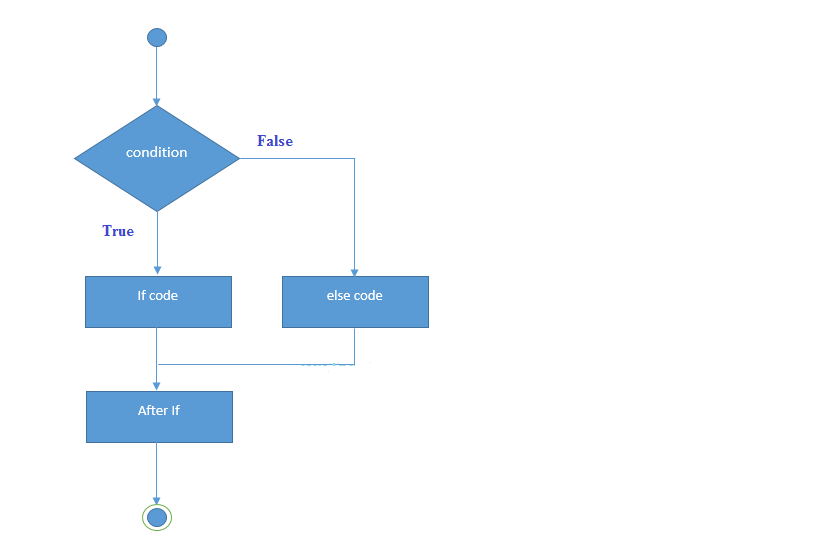 condition
False
True
If code
else code
After If